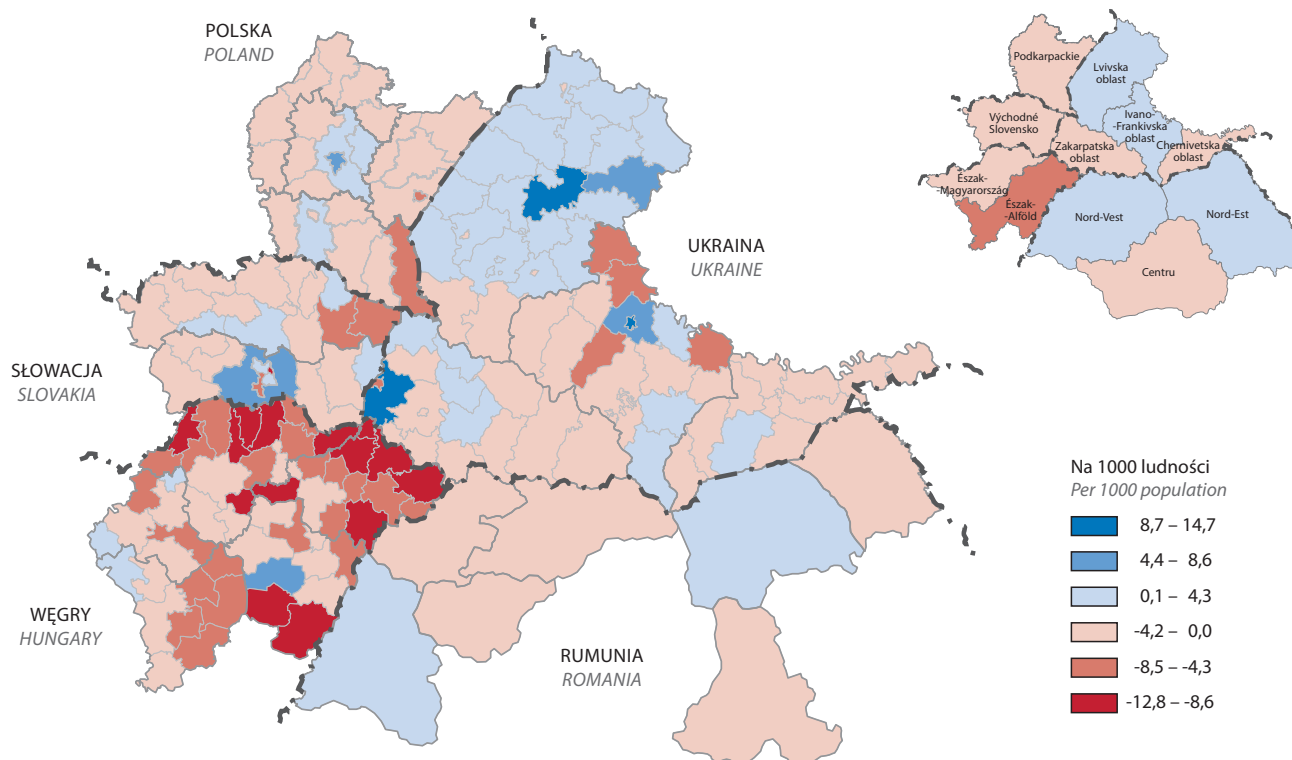 POLSKA
POLAND
UKRAINA
UKRAINE
SŁOWACJA
SLOVAKIA
WĘGRY
HUNGARY
RUMUNIA
ROMANIA
Podkarpackie
Lvivska
oblast
Východné
Slovensko
Ivano-
-Frankivska
oblast
Zakarpatska
oblast
Chernivetska
oblast
Észak-
-Magyarország
Észak-
-Alföld
Nord-Vest
Nord-Est
Centru
Na 1000 ludności
Per 1000 population
8,7 – 14,7
4,4 – 8,6
0,1 – 4,3
-4,2 – 0,0
-8,5 – -4,3
-12,8 – -8,6